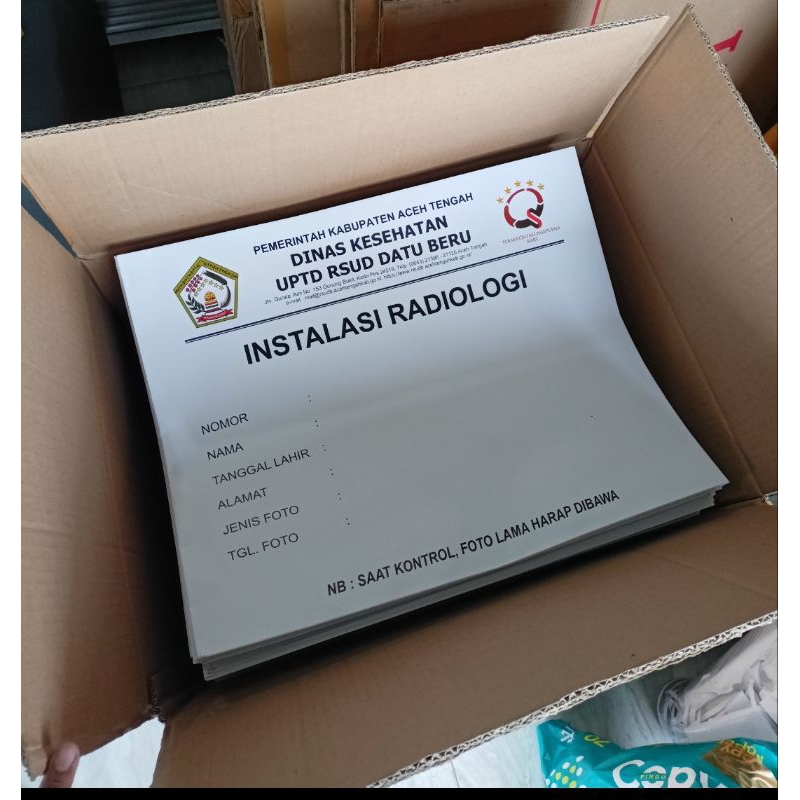 PEMERINTAH KABUPATEN ACEH TENGAH
DINAS KESEHATAN
UPTD RSUD DATU BERU
INSTALASI RADIOLOGI
NOMOR :
NAMA :
TANGGAL LAHIR :
ALAMAT :
JENIS FOTO :
TGL. FOTO :
NB : SAAT KONTROL, FOTO LAMA HARAP DIBAWA